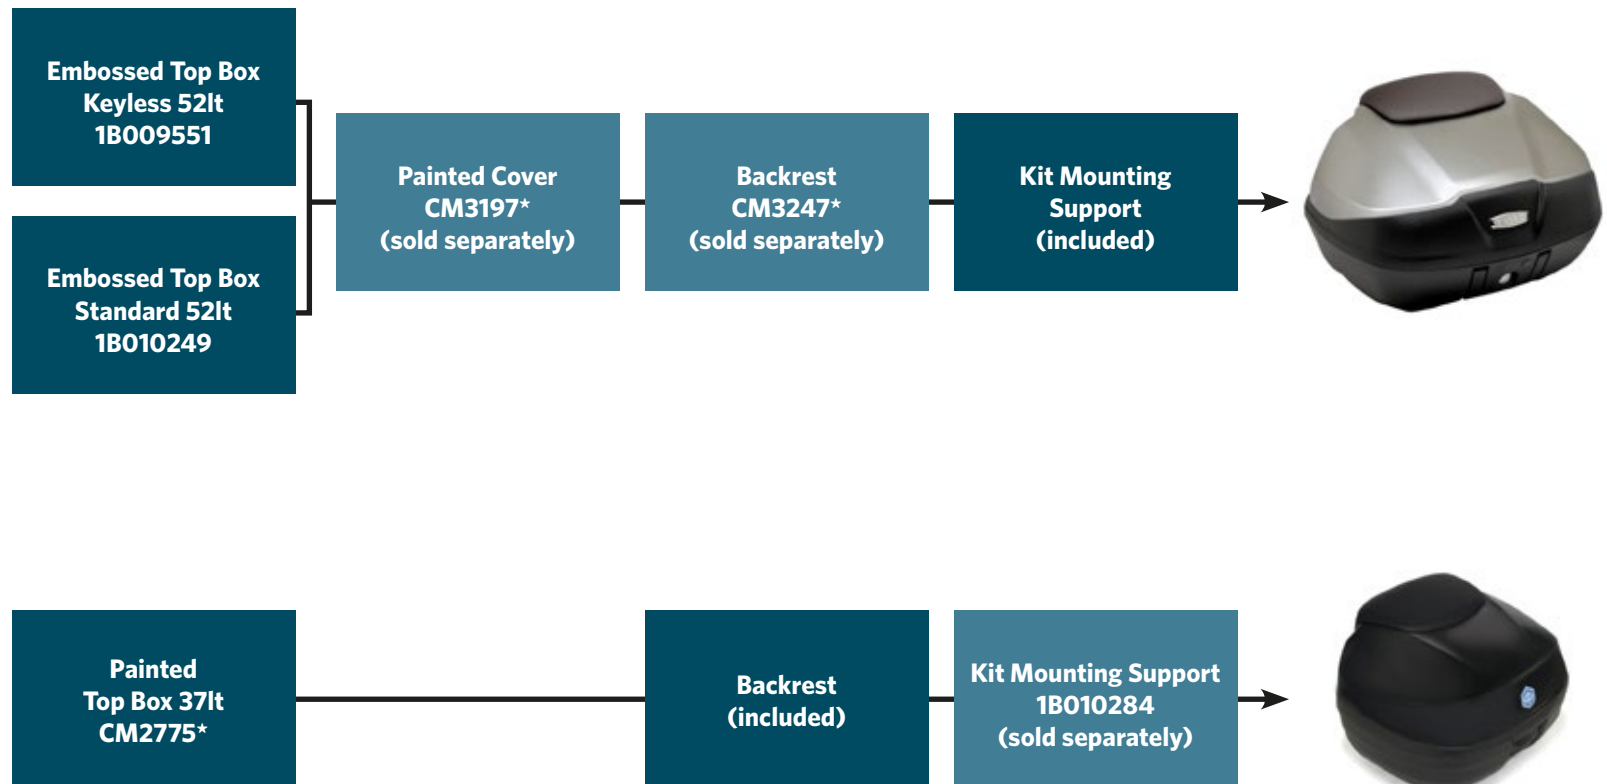 Embossed Top Box
Keyless 52lt
1B009551
Embossed Top Box
Standard 52lt
1B010249
Painted Cover
CM3197★
(sold separately)
Backrest
CM3247★
(sold separately)
Kit Mounting
Support
(included)
Painted
Top Box 37lt
CM2775★
Backrest
(included)
Kit Mounting Support
1B010284
(sold separately)